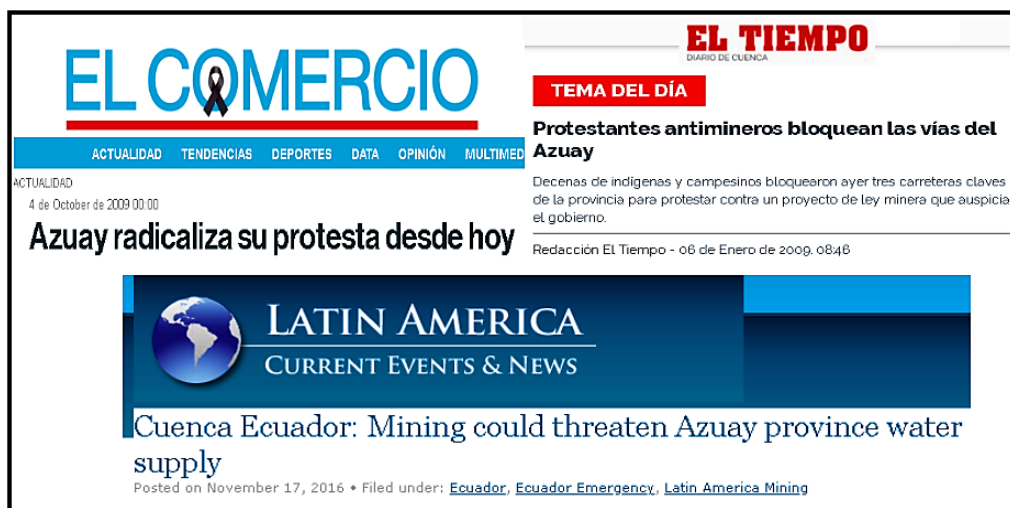 EL COMERCIO
ACTUALIDAD TENDENCIAS DEPORTES DATA OPINIÓN MULTIMED
ACTUALIDAD
4 de October de 2009 00:00
Azuay radicaliza su protesta desde hoy
EL TIEMPO
DIARIO DE CUENCA
TEMA DEL DÍA
Protestantes antimineros bloquean las vías del
Azuay
Decenas de indígenas y campesinos bloquearon ayer tres carreteras claves
de la provincia para protestar contra un proyecto de ley minera que auspicia
el gobierno.
Redacción El Tiempo - 06 de Enero de 2009. 08:46
LATIN AMERICA
CURRENT EVENTS & NEWS
Cuenca Ecuador: Mining could threaten Azuay province water
supply
Posted on November 17, 2016 • Filed under: Ecuador, Ecuador Emergency, Latin America Mining